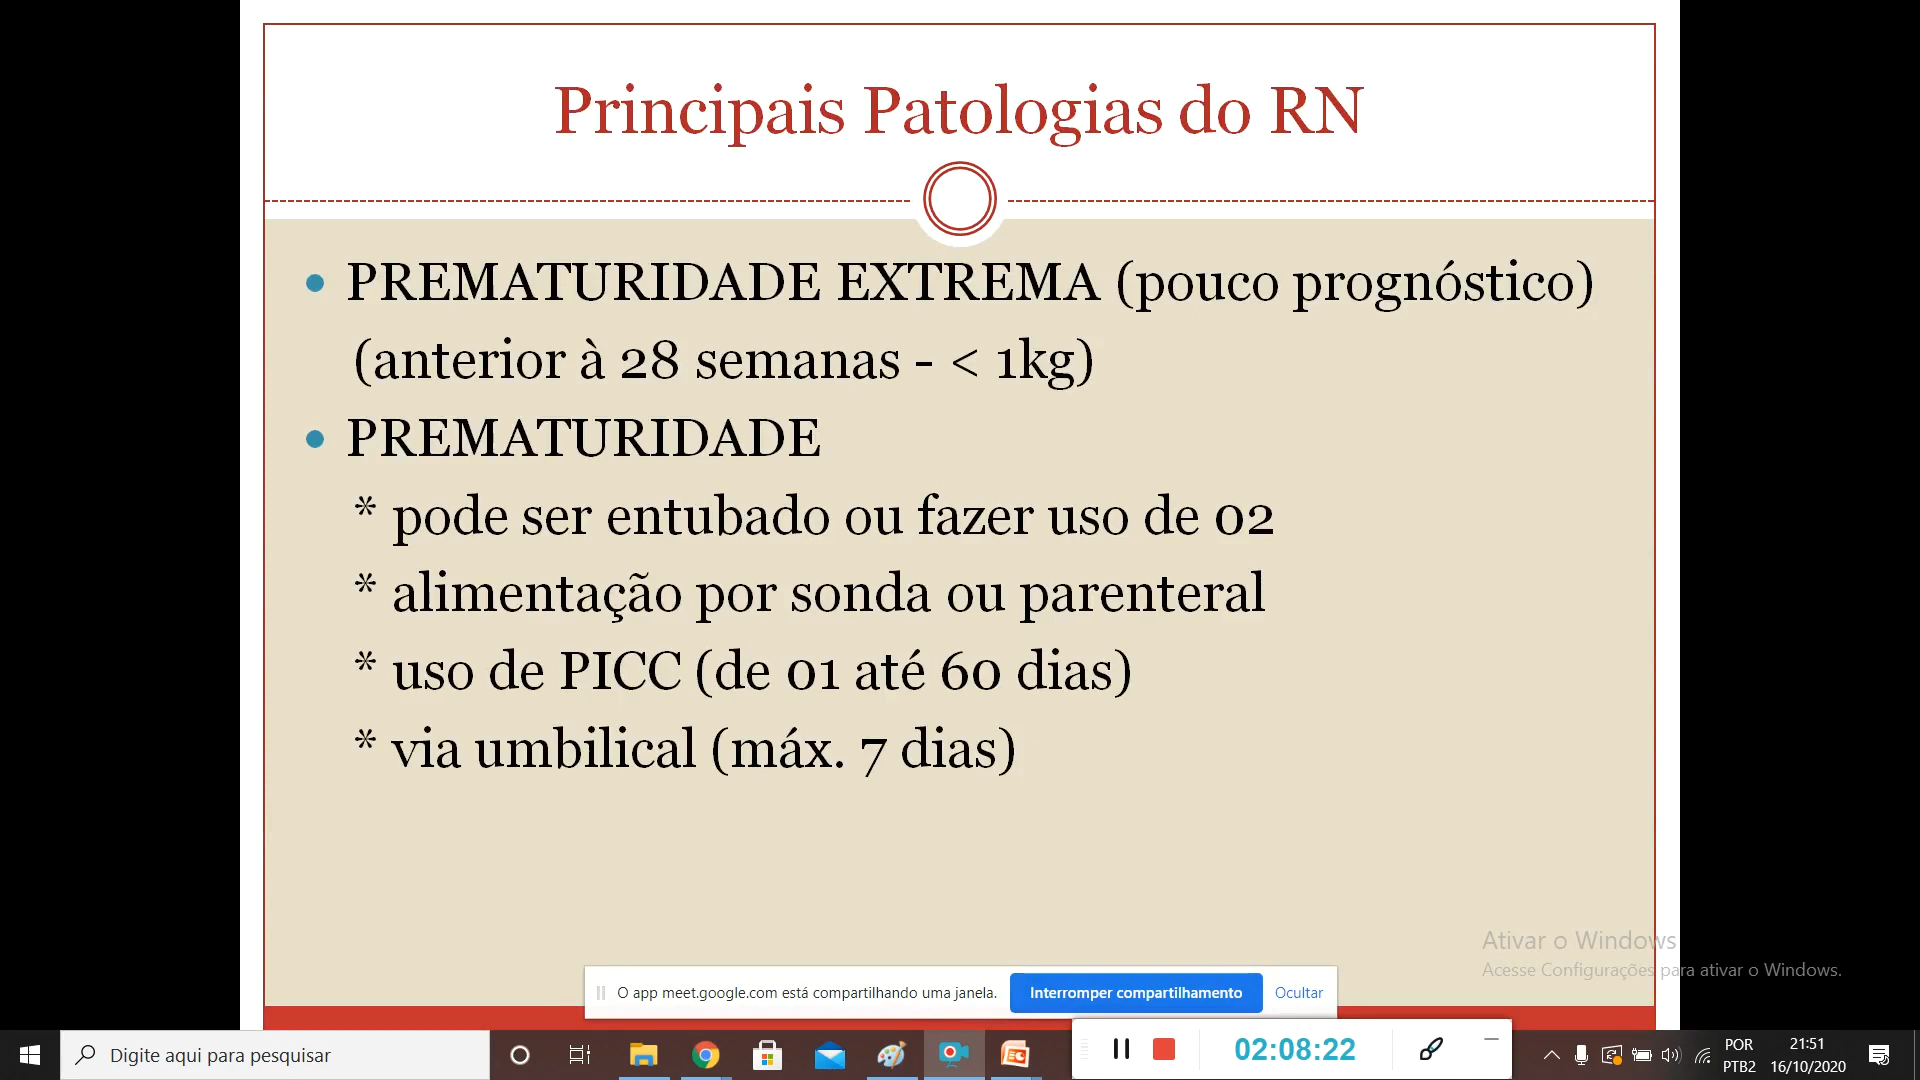 Principais Patologias do RN
PREMATURIDADE EXTREMA (pouco prognóstico)
(anterior à 28 semanas - < 1kg)
PREMATURIDADE
* pode ser entubado ou fazer uso de 02
* alimentação por sonda ou parenteral
* uso de PICC (de 01 até 60 dias)
* via umbilical (máx. 7 dias)
Ativar o Windows
Acesse Configurações para ativar o Windows.
O app meet.google.com está compartilhando uma janela. Interromper compartilhamento Ocultar
Digite aqui para pesquisar
02:08:22
POR
PTB2
21:51
16/10/2020